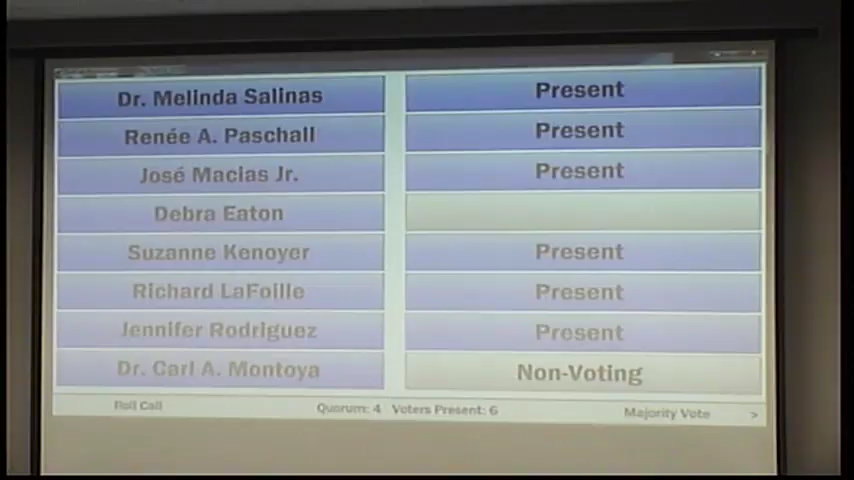 Dr. Melinda Salinas Present
Renée A. Paschall Present
José Macias Jr. Present
Debra Eaton
Suzanne Kenoyer Present
Richard LaFoille Present
Jennifer Rodriguez Present
Dr. Carl A. Montoya Non-Voting
Roll Call Quorum: 4 Voters Present: 6 Majority Vote >